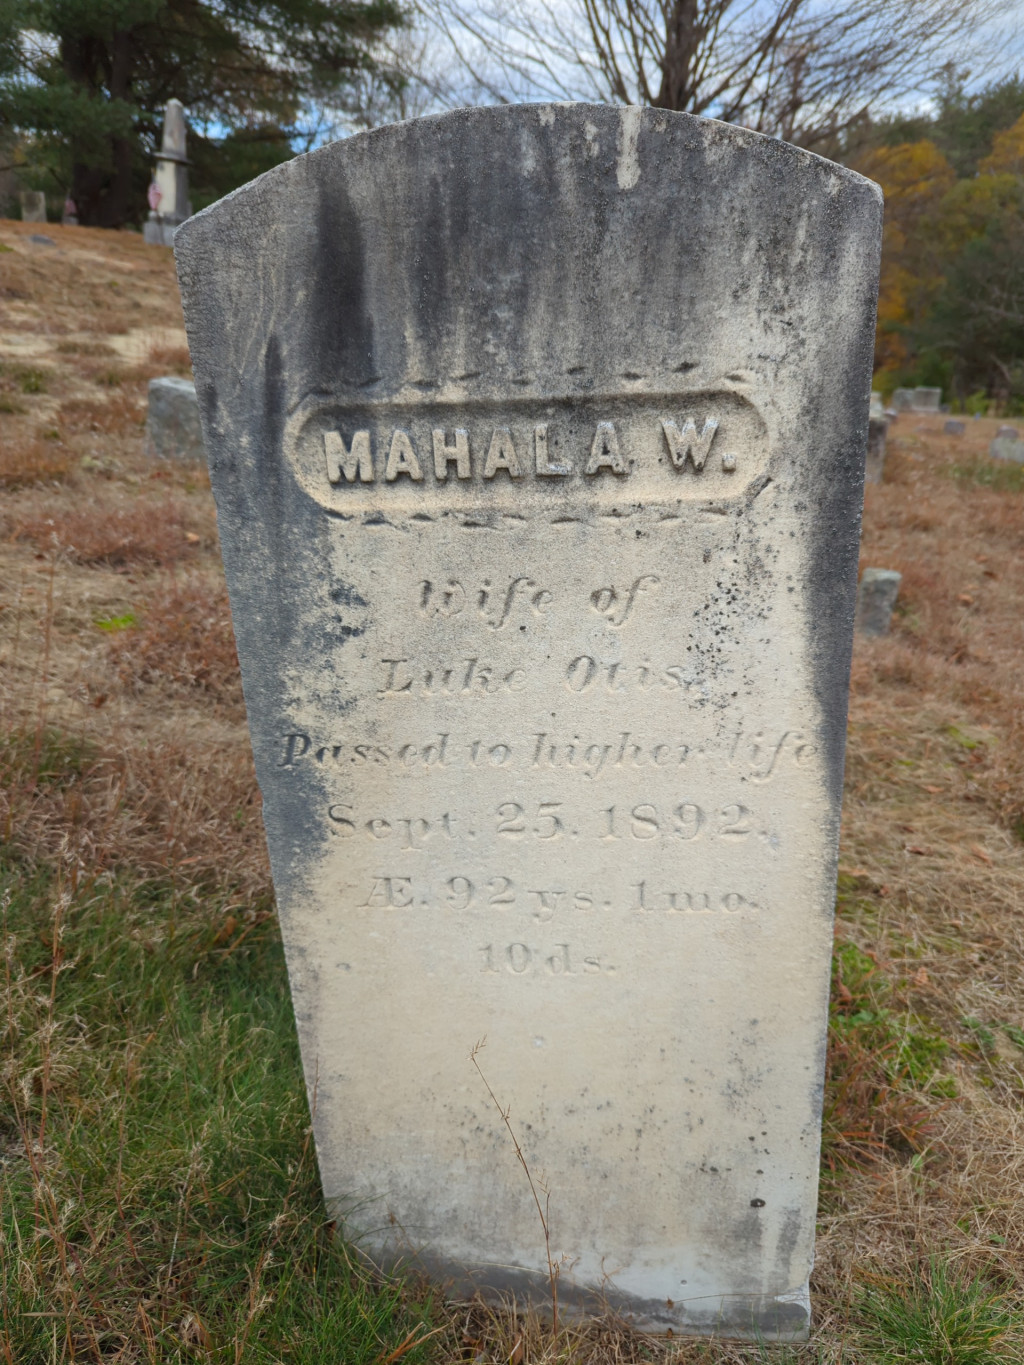 MAHALA W.
Wife of
Luke Otis,
Passed to higher life
Sept. 25. 1892.
Æ. 92 ys. 1 mo.
10 ds.